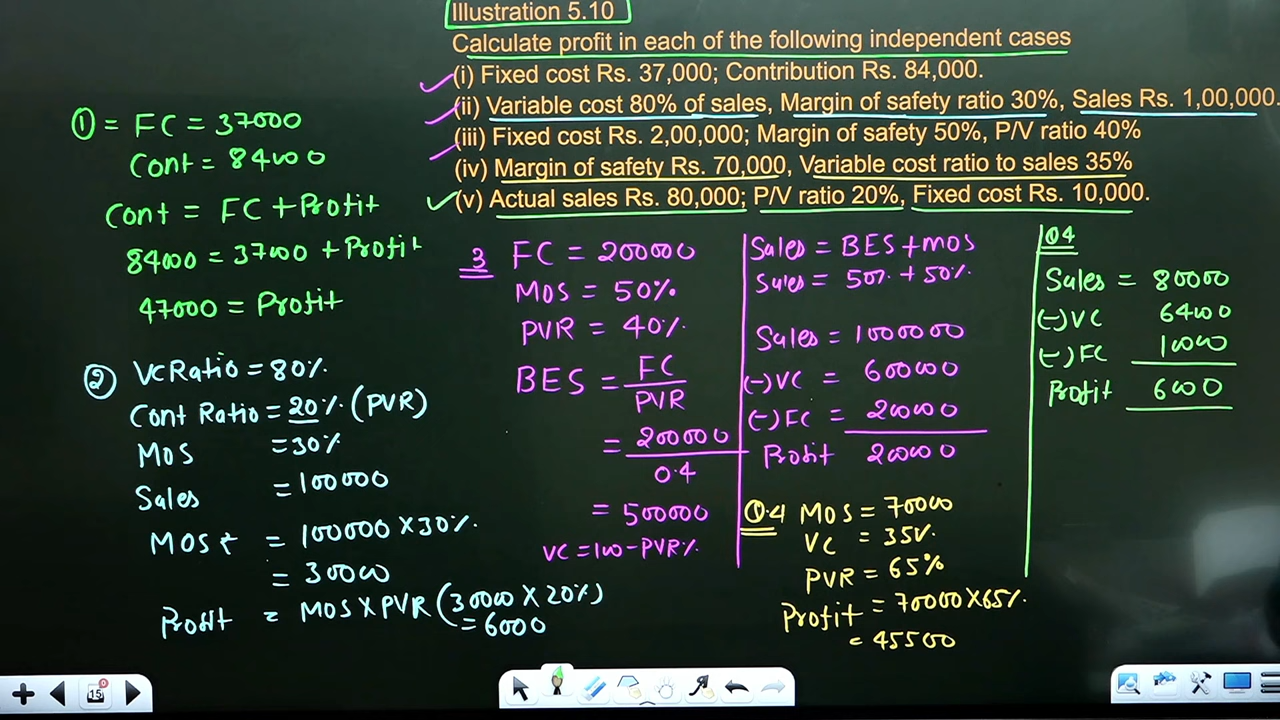 Illustration 5.10
Calculate profit in each of the following independent cases
(i) Fixed cost Rs. 37,000; Contribution Rs. 84,000.
(ii) Variable cost 80% of sales, Margin of safety ratio 30%, Sales Rs. 1,00,000.
(iii) Fixed cost Rs. 2,00,000; Margin of safety 50%, P/V ratio 40%
(iv) Margin of safety Rs. 70,000, Variable cost ratio to sales 35%
(v) Actual sales Rs. 80,000; P/V ratio 20%, Fixed cost Rs. 10,000.
① = FC = 37000
Cont = 84000
Cont = FC + Profit
84000 = 37000 + Profit
47000 = Profit
② VC Ratio = 80%
Cont Ratio = 20% (PVR)
MOS = 30%
Sales = 100000
MOS ₹ = 100000 × 30%
= 30000
Profit = MOS × PVR (30000 × 20%)
= 6000
3 FC = 200000
MOS = 50%
PVR = 40%
BES = FC
PVR
= 200000
0.4
= 500000
VC = 100 - PVR%
Sales = BES + MOS
Sales = 50% + 50%
Sales = 1000000
(-) VC = 600000
(-) FC = 200000
Profit 200000
Q.4 MOS = 70000
VC = 35%
PVR = 65%
Profit = 70000 × 65%
= 45500
Q4
Sales = 80000
(-) VC 64000
(-) FC 10000
Profit 6000
15
0